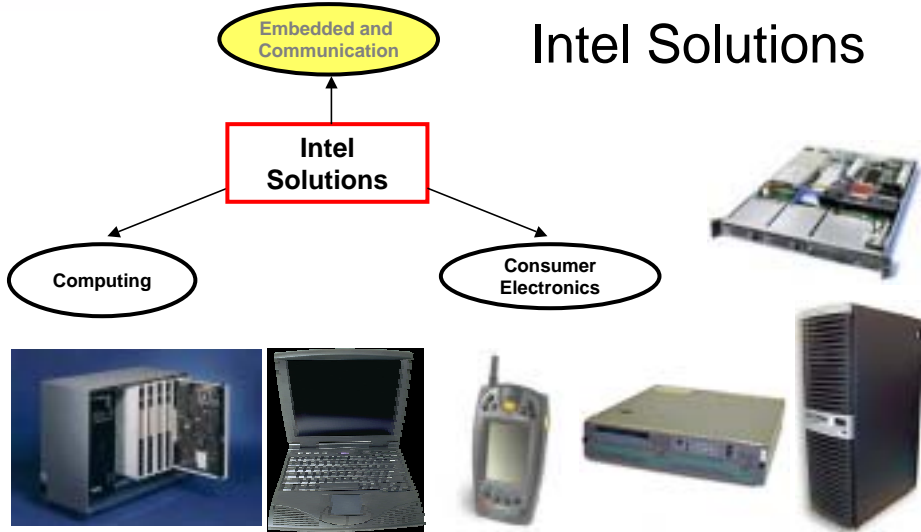 Intel Solutions
Embedded and
Communication
Intel
Solutions
Computing
Consumer
Electronics